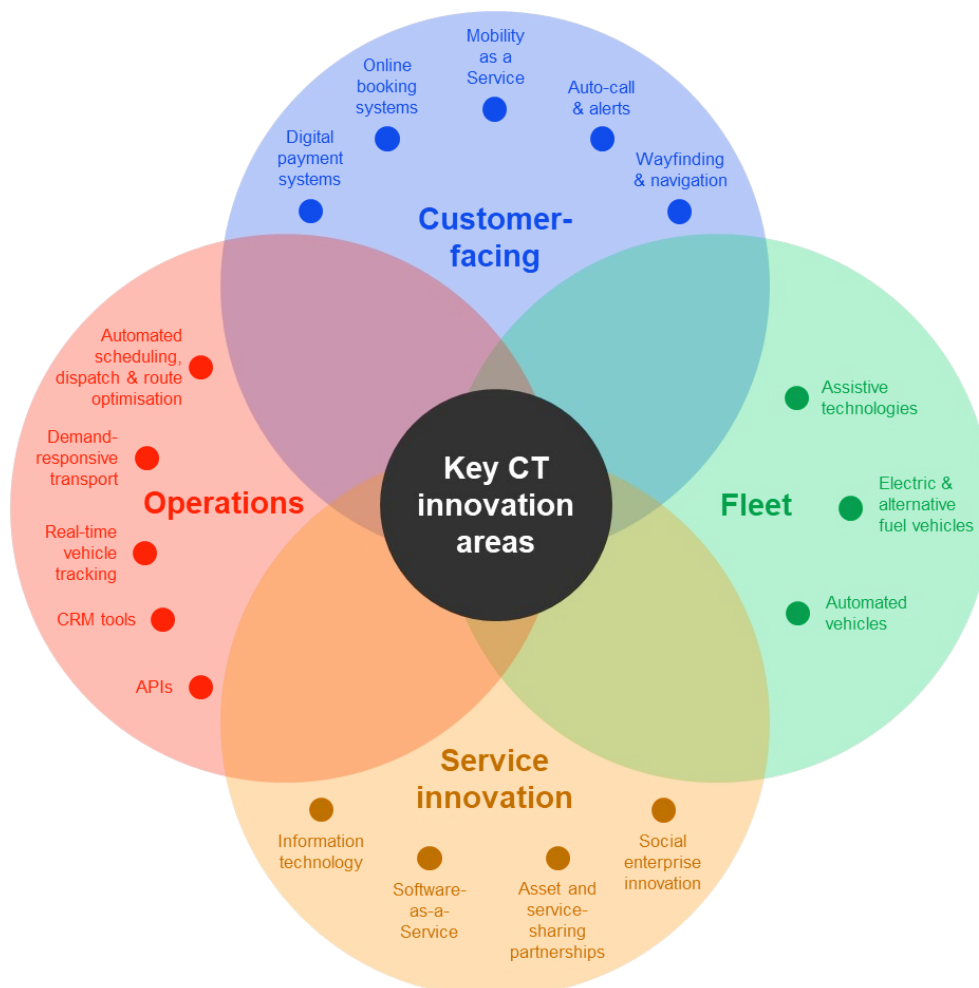 Mobility
as a
Service
Online
booking
systems
Auto-call
& alerts
Digital
payment
systems
Wayfinding
& navigation
Customer-
facing
Automated
scheduling,
dispatch & route
optimisation
Demand-
responsive
transport
Operations
Real-time
vehicle
tracking
CRM tools
APIs
Key CT
innovation
areas
Fleet
Assistive
technologies
Electric &
alternative
fuel vehicles
Automated
vehicles
Service
innovation
Information
technology
Software-
as-a-
Service
Asset and
service-
sharing
partnerships
Social
enterprise
innovation